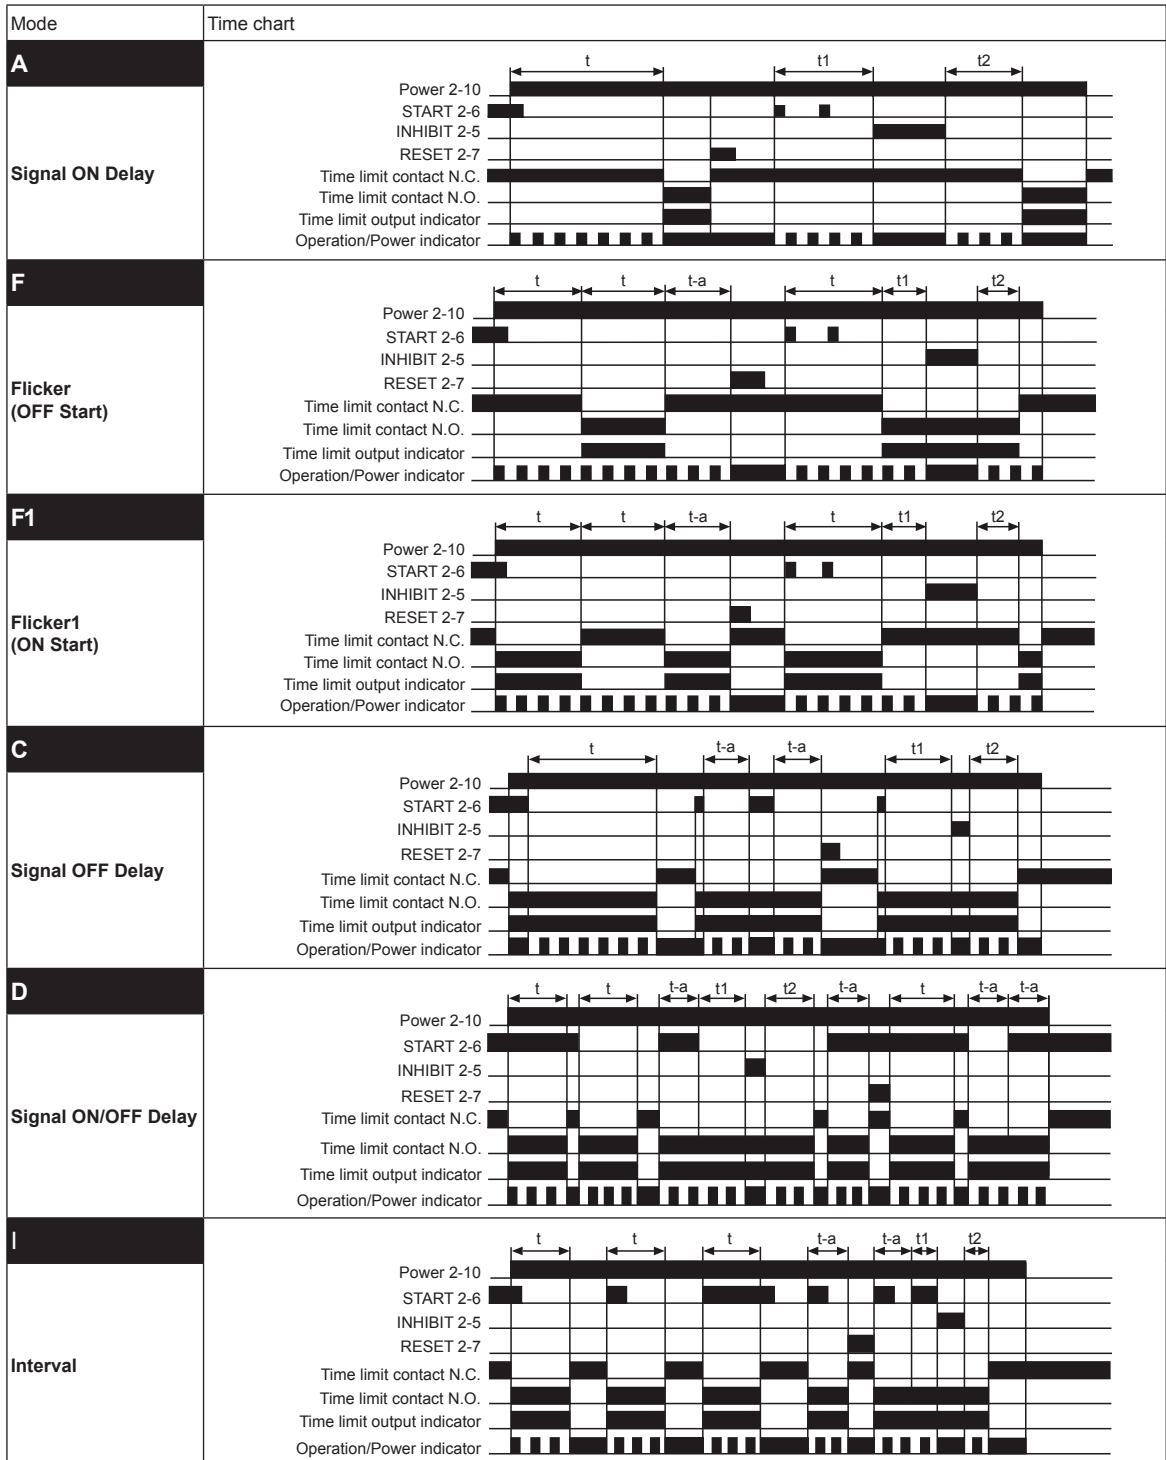 Mode Time chart
A
t t1 t2
Signal ON Delay
Power 2-10
START 2-6
INHIBIT 2-5
RESET 2-7
Time limit contact N.C.
Time limit contact N.O.
Time limit output indicator
Operation/Power indicator
F
t t t-a t t1 t2
Flicker
(OFF Start)
Power 2-10
START 2-6
INHIBIT 2-5
RESET 2-7
Time limit contact N.C.
Time limit contact N.O.
Time limit output indicator
Operation/Power indicator
F1
t t t-a t t1 t2
Flicker1
(ON Start)
Power 2-10
START 2-6
INHIBIT 2-5
RESET 2-7
Time limit contact N.C.
Time limit contact N.O.
Time limit output indicator
Operation/Power indicator
C
t t-a t-a t1 t2
Signal OFF Delay
Power 2-10
START 2-6
INHIBIT 2-5
RESET 2-7
Time limit contact N.C.
Time limit contact N.O.
Time limit output indicator
Operation/Power indicator
D
t t t-a t1 t2 t-a t t-a t-a
Signal ON/OFF Delay
Power 2-10
START 2-6
INHIBIT 2-5
RESET 2-7
Time limit contact N.C.
Time limit contact N.O.
Time limit output indicator
Operation/Power indicator
I
t t t t-a t-a t1 t2
Interval
Power 2-10
START 2-6
INHIBIT 2-5
RESET 2-7
Time limit contact N.C.
Time limit contact N.O.
Time limit output indicator
Operation/Power indicator